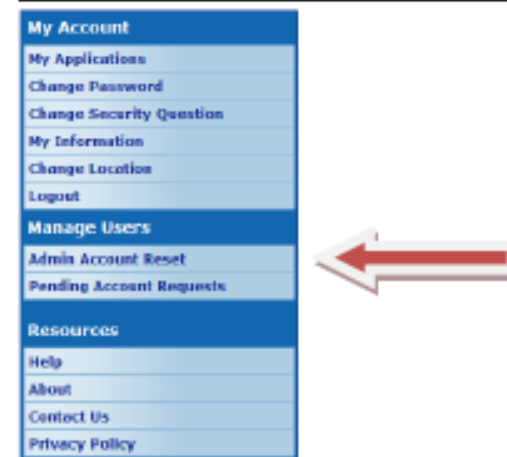 My Account
My Applications
Change Password
Change Security Question
My Information
Change Location
Logout
Manage Users
Admin Account Reset
Pending Account Requests
Resources
Help
About
Contact Us
Privacy Policy